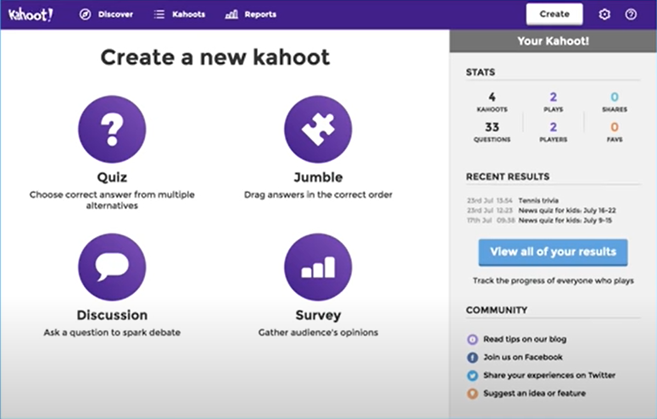 Kahoot!
Discover
Kahoots
Reports
Create
Create a new kahoot
Quiz
Choose correct answer from multiple
alternatives
Jumble
Drag answers in the correct order
Discussion
Ask a question to spark debate
Survey
Gather audience's opinions
Your Kahoot!
STATS
4 2 0
KAHOOTS PLAYS SHARES
33 2 0
QUESTIONS PLAYERS FAVS
RECENT RESULTS
23rd Jul 13:54 Tennis trivia
23rd Jul 12:23 News quiz for kids: July 16-22
17th Jul 09:38 News quiz for kids: July 9-15
View all of your results
Track the progress of everyone who plays
COMMUNITY
Read tips on our blog
Join us on Facebook
Share your experiences on Twitter
Suggest an idea or feature